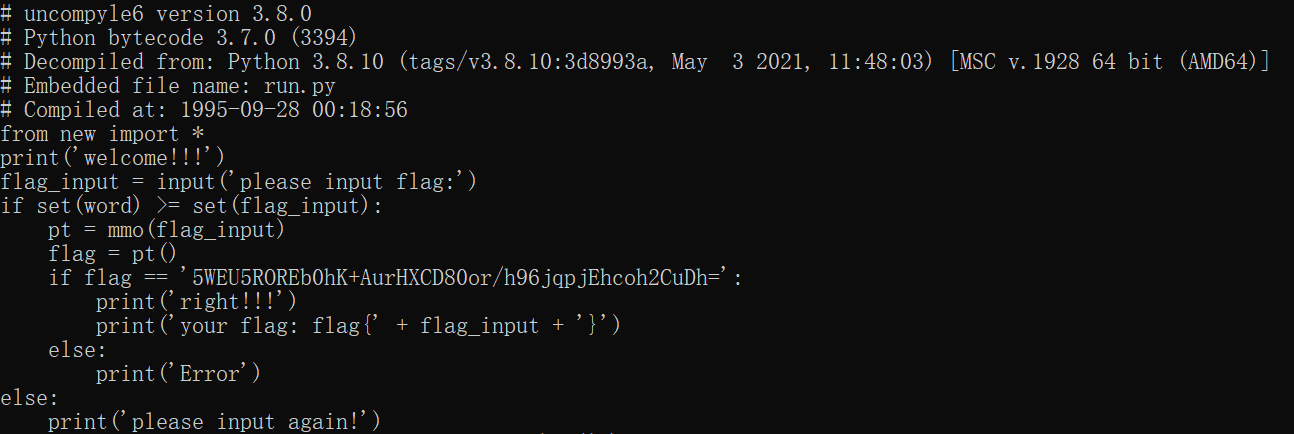 # uncompyle6 version 3.8.0
# Python bytecode 3.7.0 (3394)
# Decompiled from: Python 3.8.10 (tags/v3.8.10:3d8993a, May  3 2021, 11:48:03) [MSC v.1928 64 bit (AMD64)]
# Embedded file name: run.py
# Compiled at: 1995-09-28 00:18:56
from new import *
print('welcome!!!')
flag_input = input('please input flag:')
if set(word) >= set(flag_input):
    pt = mmo(flag_input)
    flag = pt()
    if flag == '5WEU5ROREb0hK+AurHXCD80or/h96jqpjEhcoh2CuDh=':
        print('right!!!')
        print('your flag: flag{' + flag_input + '}')
    else:
        print('Error')
else:
    print('please input again!')